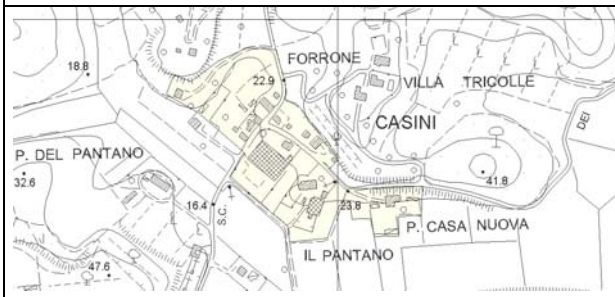 FORRONE
18.8
22.9
VILLA TRICOLLE
CASINI
DEI
P. DEL PANTANO
32.6
41.8
16.4
S.C.
23.8
P. CASA NUOVA
IL PANTANO
47.6